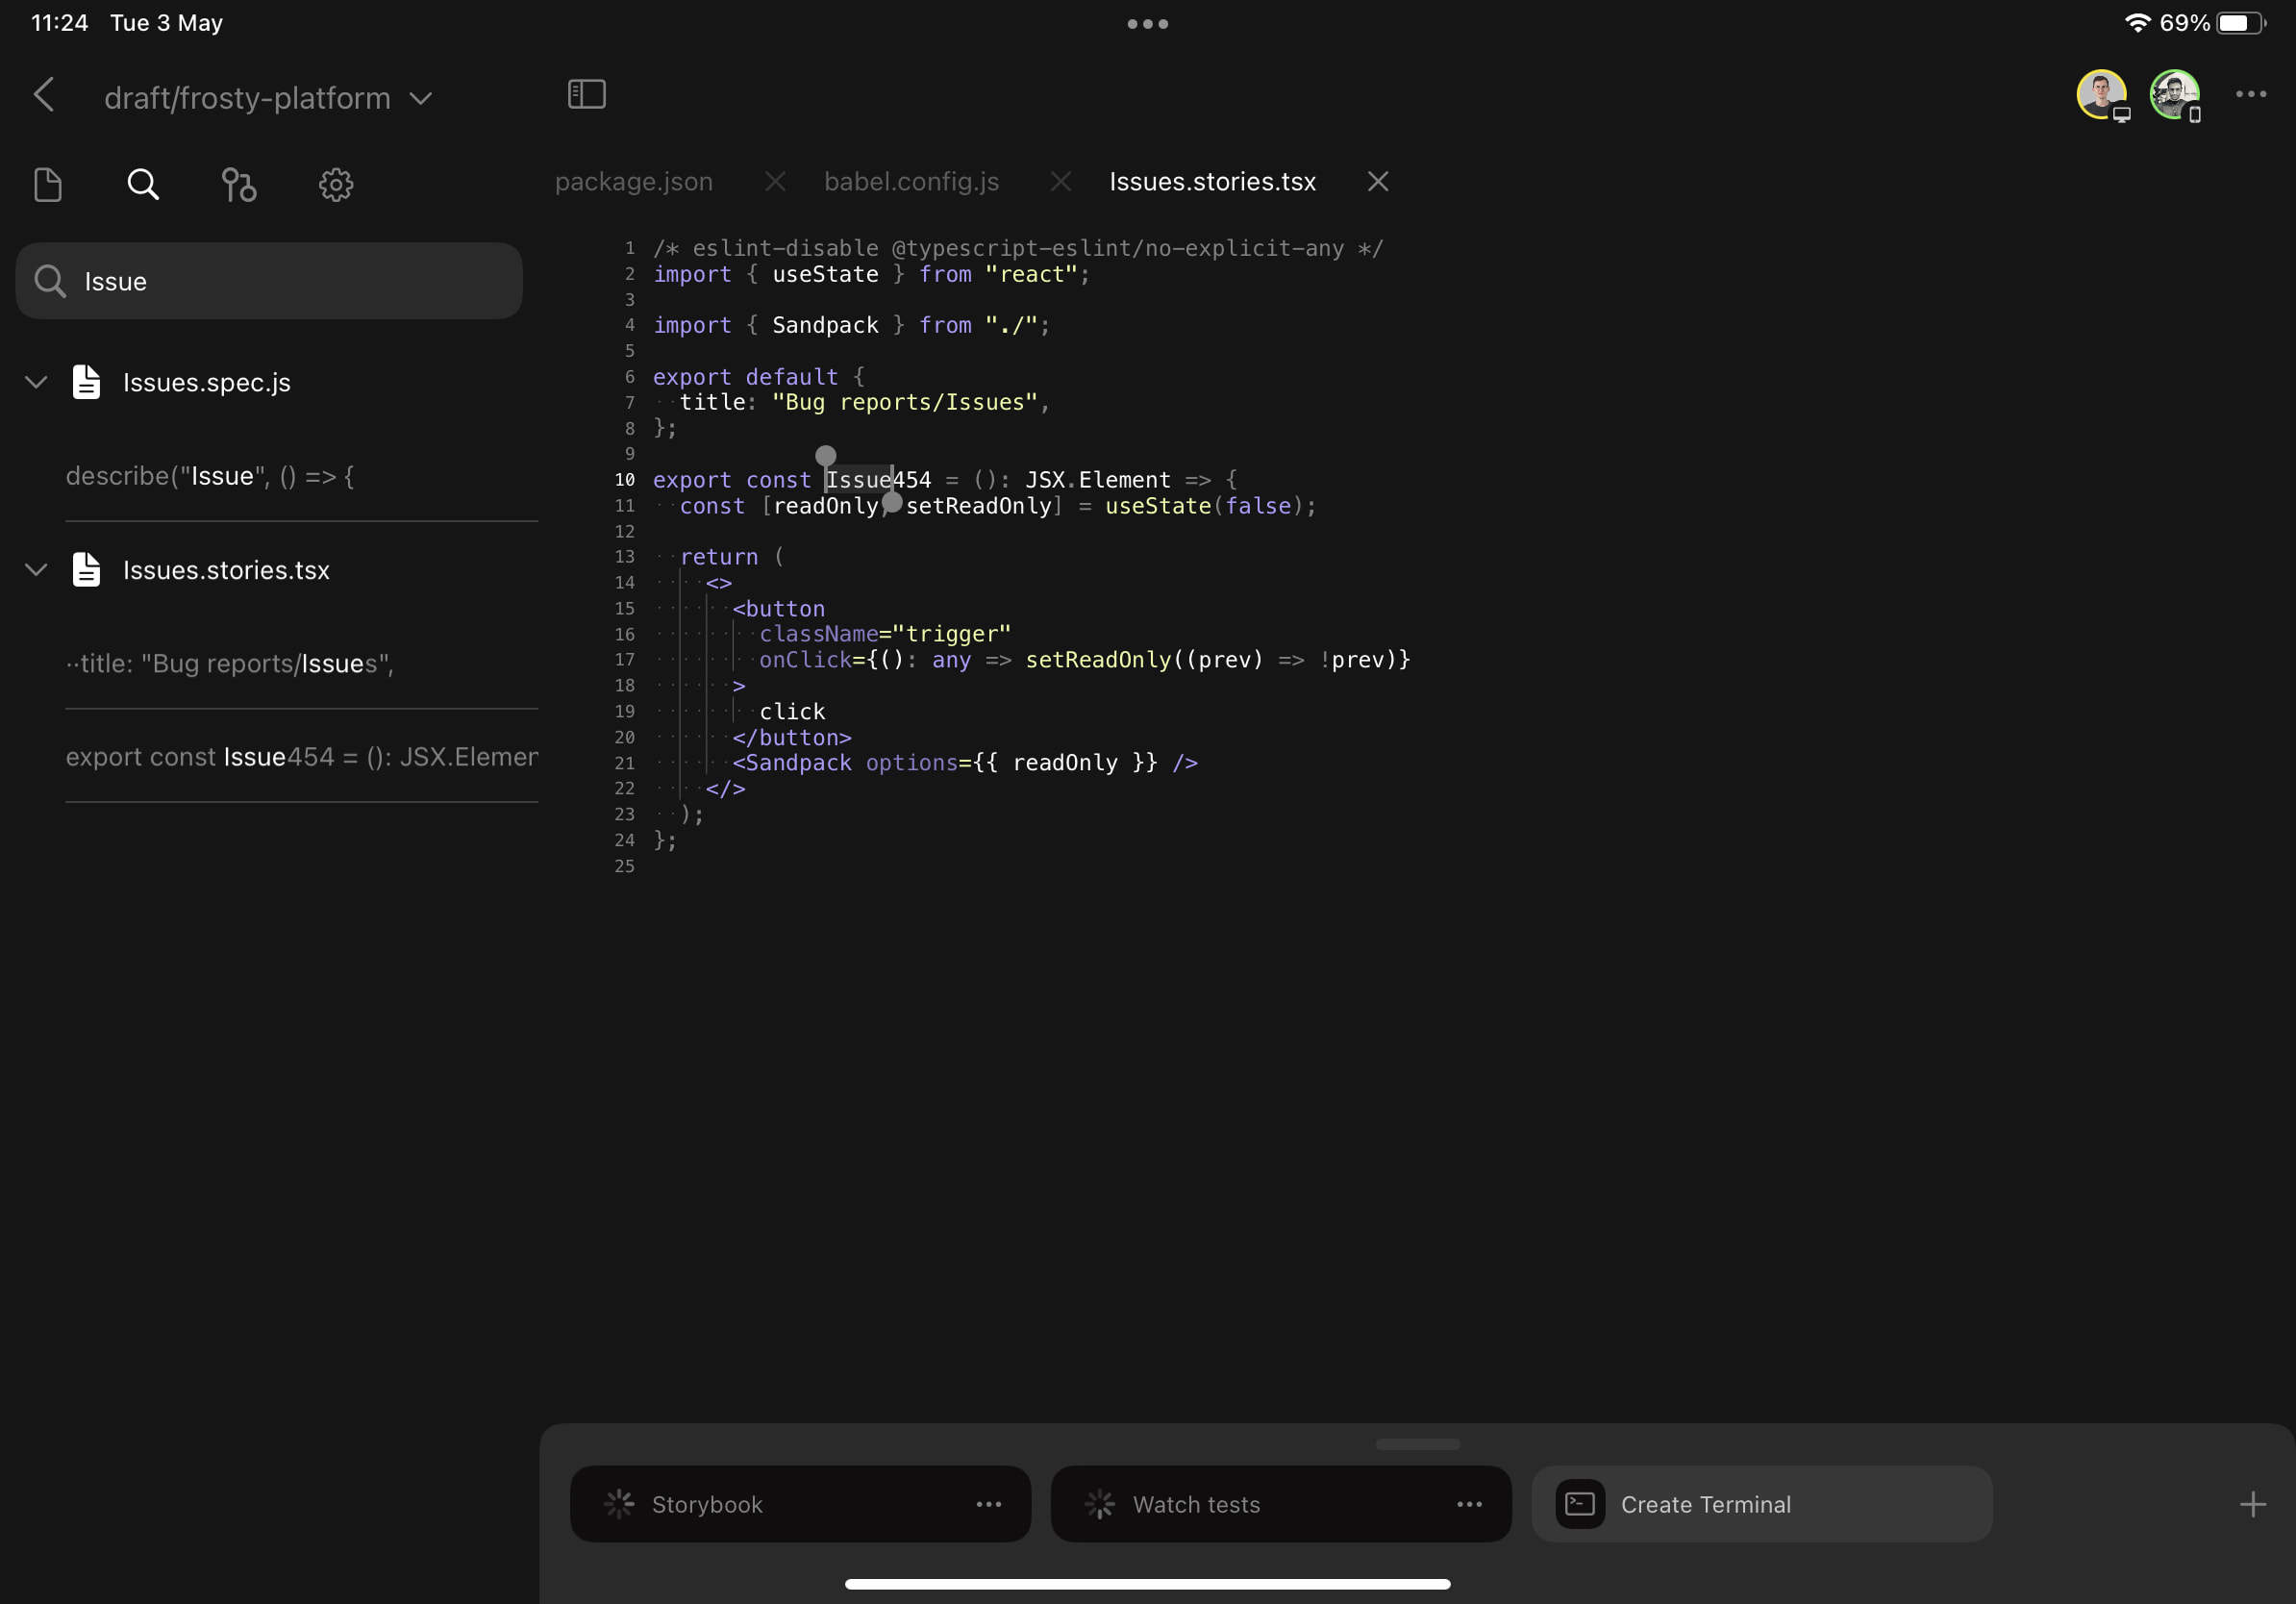 11:24 Tue 3 May
69%
draft/frosty-platform
package.json babel.config.js Issues.stories.tsx
Issue
Issues.spec.js
describe("Issue", () => {
Issues.stories.tsx
··title: "Bug reports/Issues",
export const Issue454 = (): JSX.Elemen
1 /* eslint-disable @typescript-eslint/no-explicit-any */
2 import { useState } from "react";
3
4 import { Sandpack } from "./";
5
6 export default {
7 ··title: "Bug reports/Issues",
8 };
9
10 export const Issue454 = (): JSX.Element => {
11 ··const [readOnly, setReadOnly] = useState(false);
12
13 ··return (
14 ····<>
15 ······<button
16 ········className="trigger"
17 ········onClick={(): any => setReadOnly((prev) => !prev)}
18 ······>
19 ········click
20 ······</button>
21 ······<Sandpack options={{ readOnly }} />
22 ····</>
23 ··);
24 };
25
Storybook
Watch tests
Create Terminal